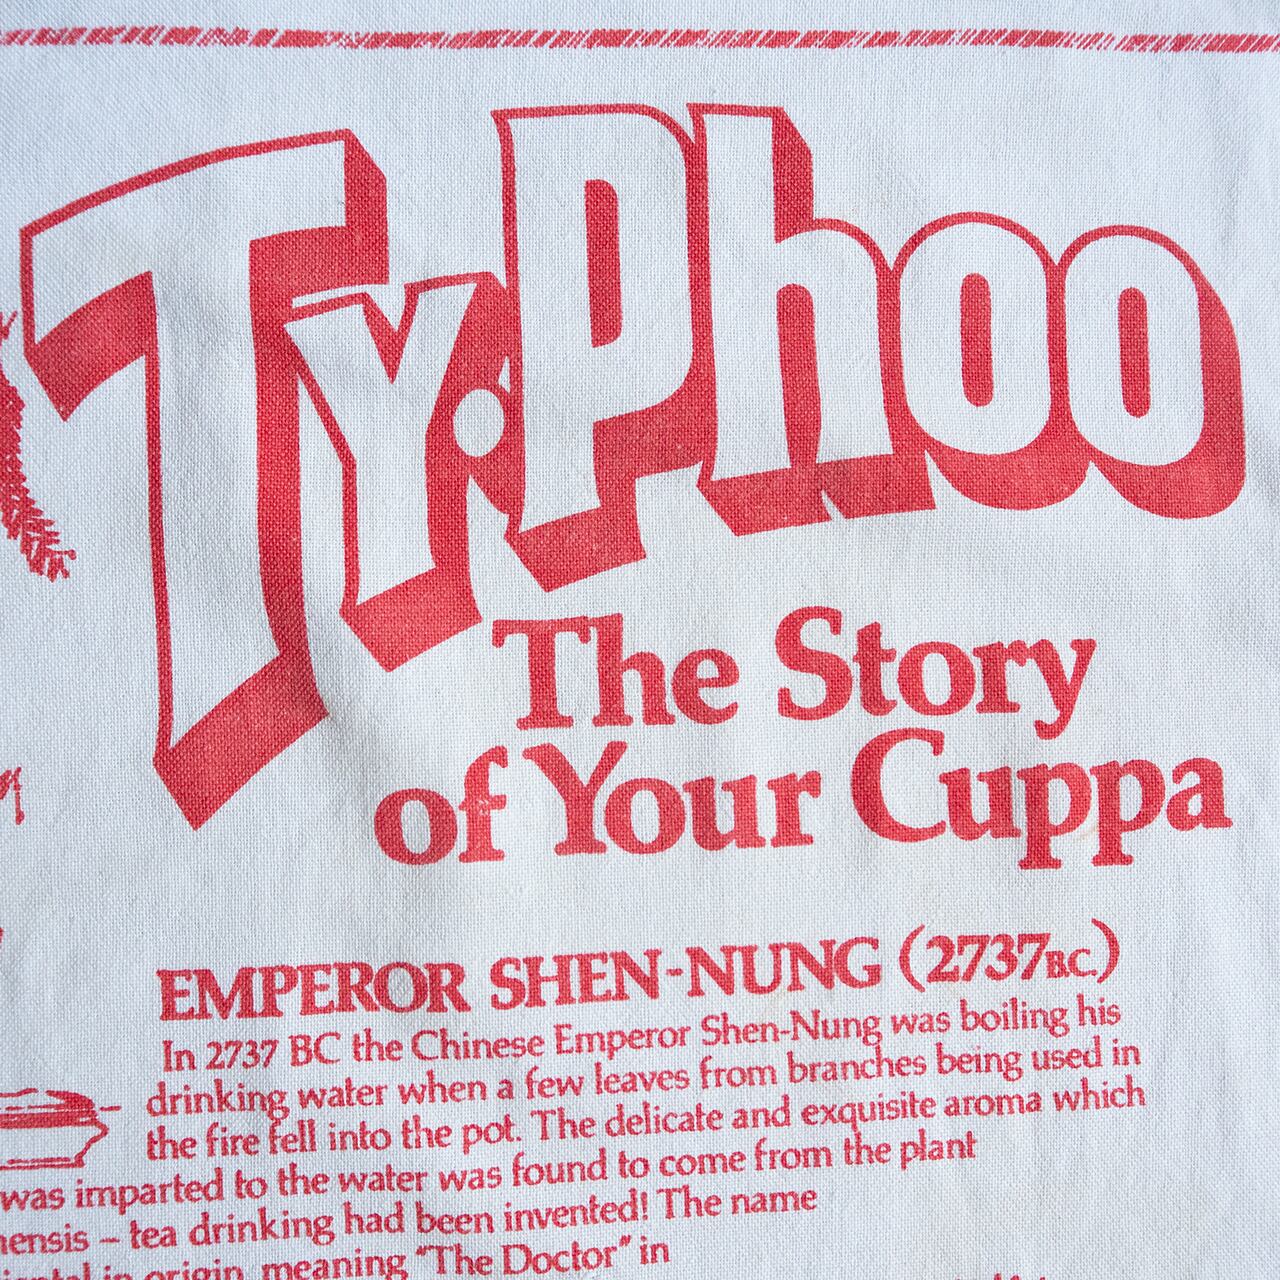 Ty·Phoo
The Story
of Your Cuppa
EMPEROR SHEN-NUNG (2737BC.)
In 2737 BC the Chinese Emperor Shen-Nung was boiling his
drinking water when a few leaves from branches being used in
the fire fell into the pot. The delicate and exquisite aroma which
was imparted to the water was found to come from the plant
nensis – tea drinking had been invented! The name
in origin, meaning "The Doctor" in